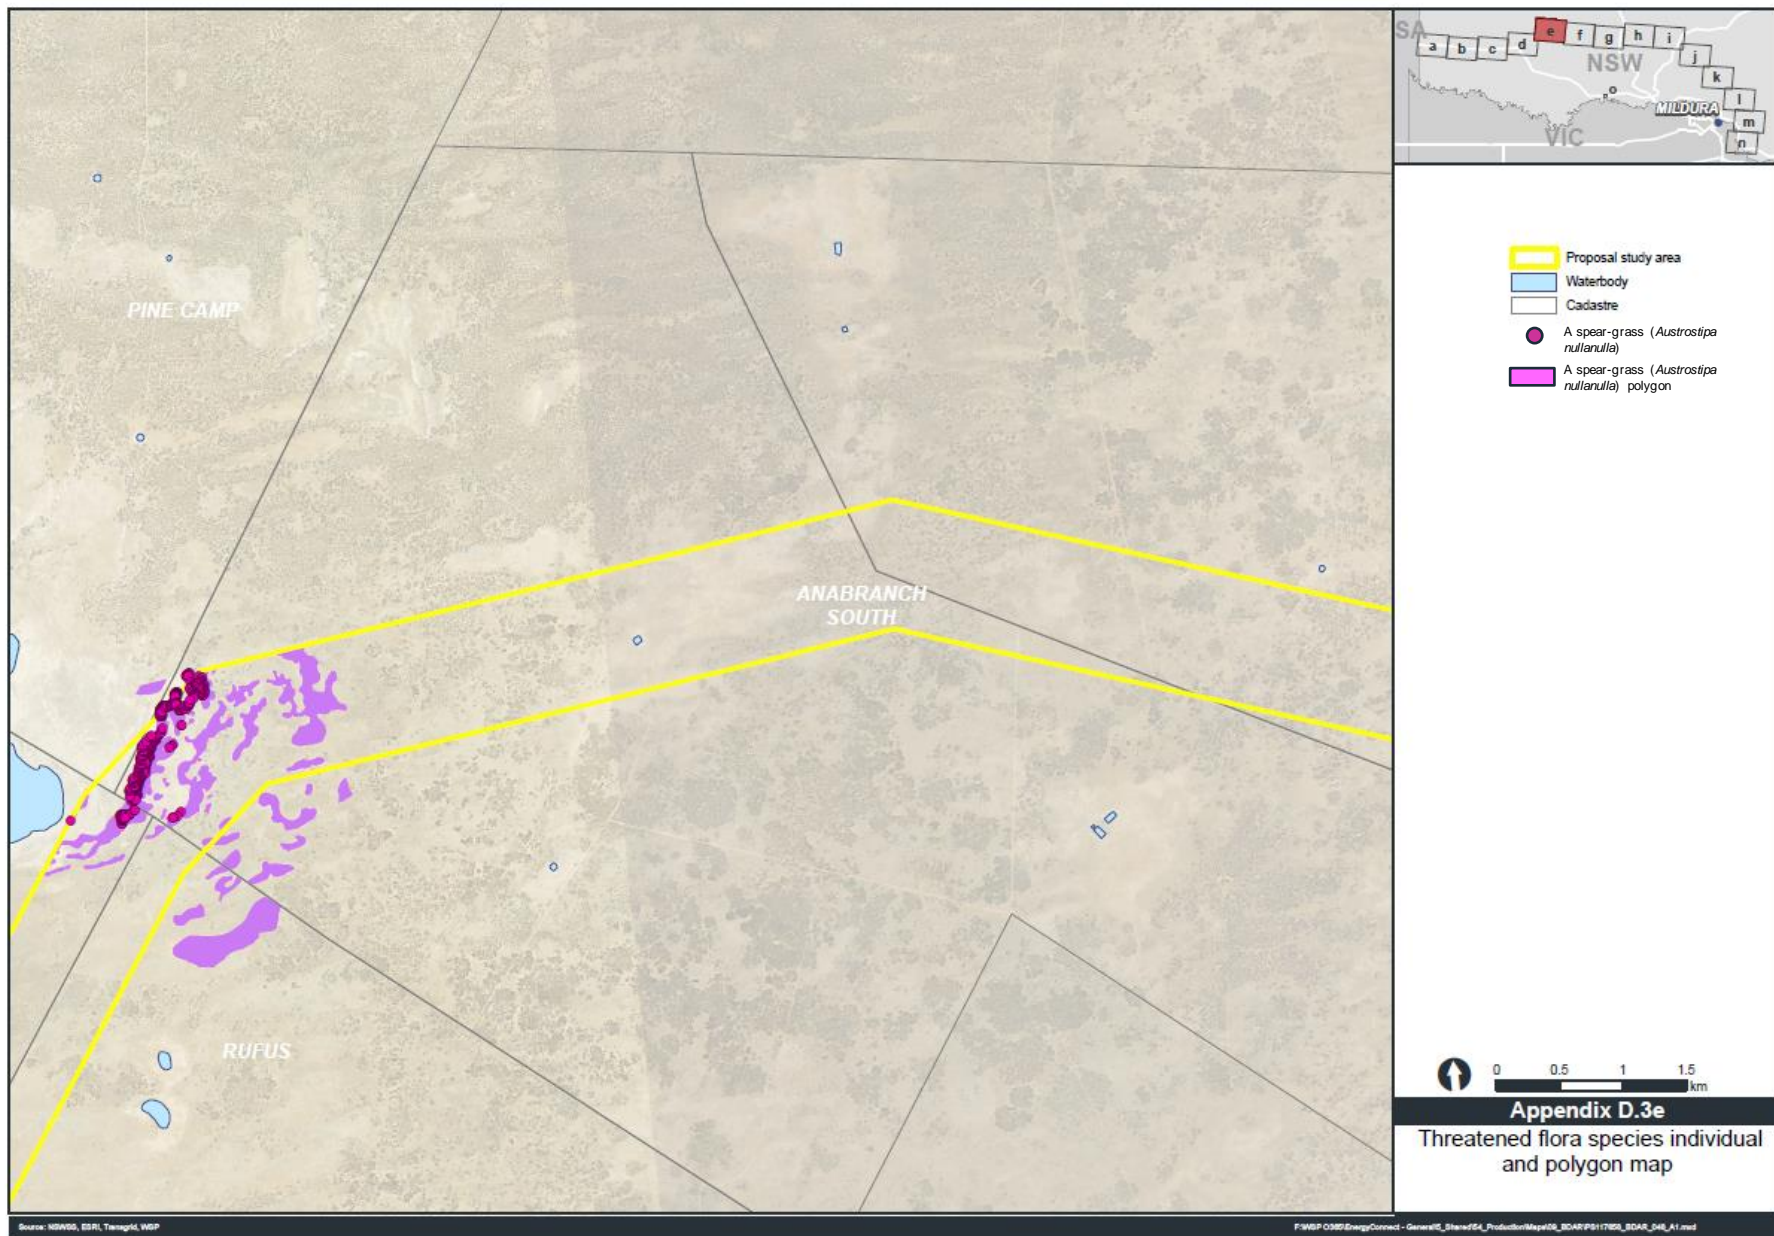 SA
a
b
c
d
e
f
g
h
i
NSW
j
k
l
MILDURA
m
VIC
n
o
Proposal study area
Waterbody
Cadastre
A spear-grass (Austrostipa
nullanulla)
A spear-grass (Austrostipa
nullanulla) polygon
PINE CAMP
ANABRANCH
SOUTH
RUFUS
0 0.5 1 1.5
km
Appendix D.3e
Threatened flora species individual
and polygon map
Source: NSWSS, ESRI, Transgrid, WSP